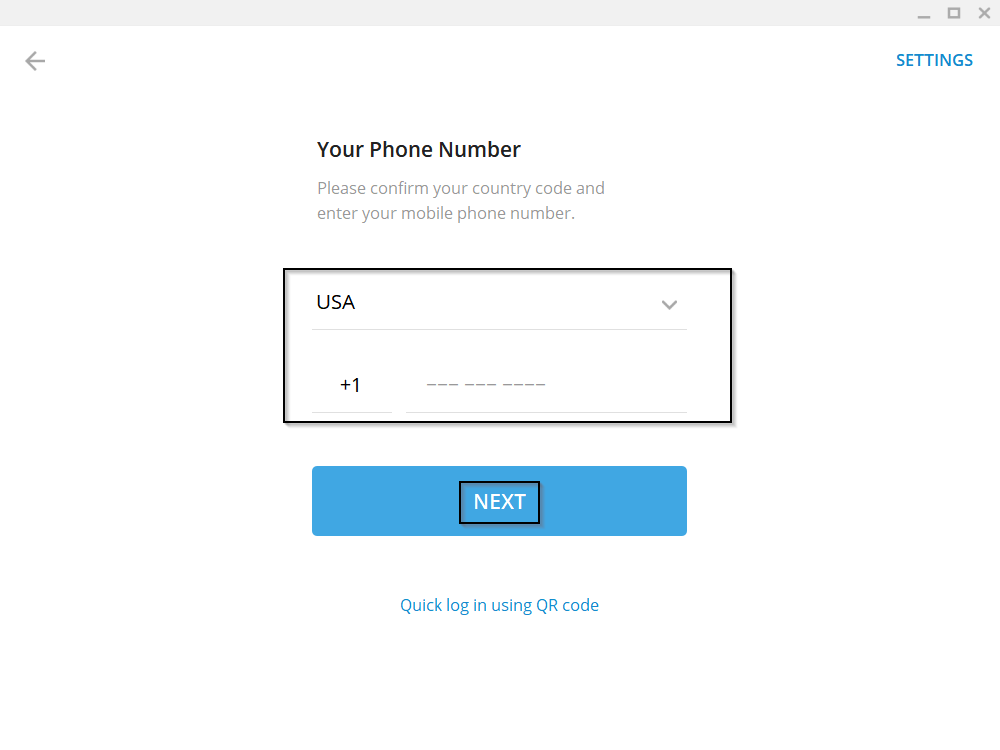 SETTINGS
Your Phone Number
Please confirm your country code and
enter your mobile phone number.
USA
+1 ––– ––– ––––
NEXT
Quick log in using QR code